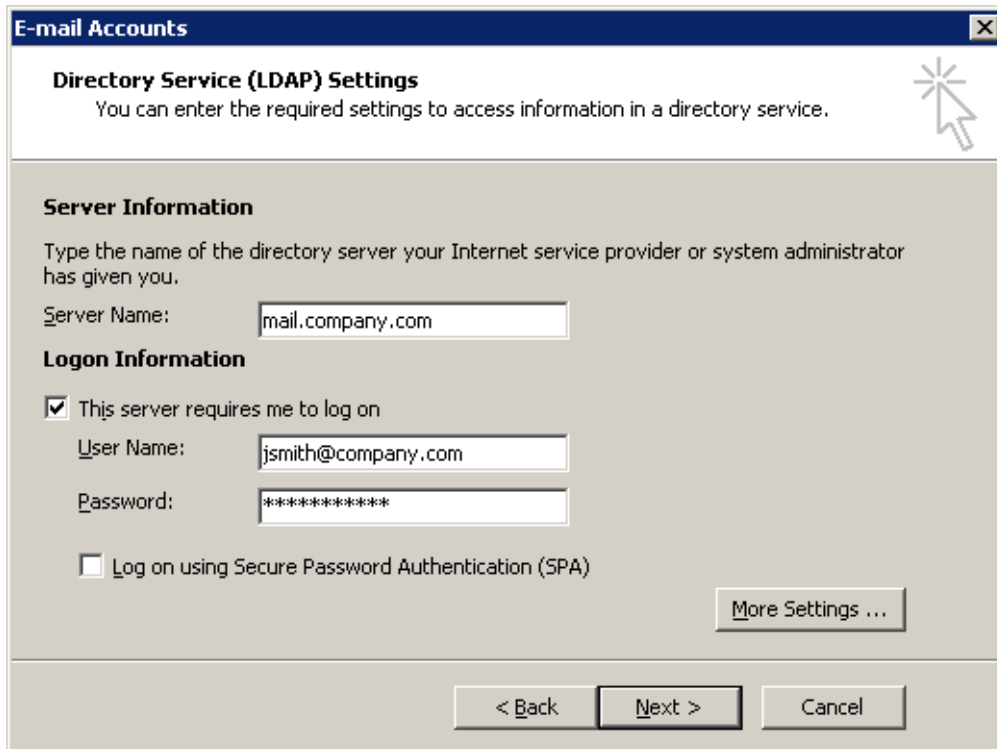 E-mail Accounts
Directory Service (LDAP) Settings
You can enter the required settings to access information in a directory service.
Server Information
Type the name of the directory server your Internet service provider or system administrator
has given you.
Server Name: mail.company.com
Logon Information
This server requires me to log on
User Name: jsmith@company.com
Password: ***********
Log on using Secure Password Authentication (SPA)
More Settings ...
< Back Next > Cancel